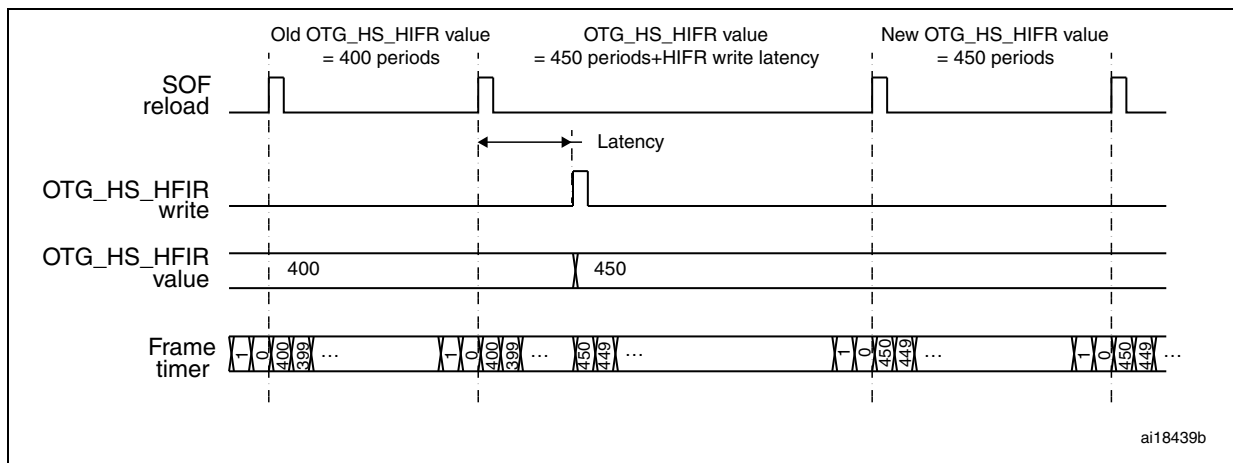 Old OTG_HS_HIFR value
= 400 periods
OTG_HS_HIFR value
= 450 periods+HIFR write latency
New OTG_HS_HIFR value
= 450 periods
SOF
reload
Latency
OTG_HS_HFIR
write
OTG_HS_HFIR
value
400
450
Frame
timer
1 0 400 399 ... 1 0 400 399 ... 450 449 ... 1 0 450 449 ... 1 0 450 449 ...
ai18439b